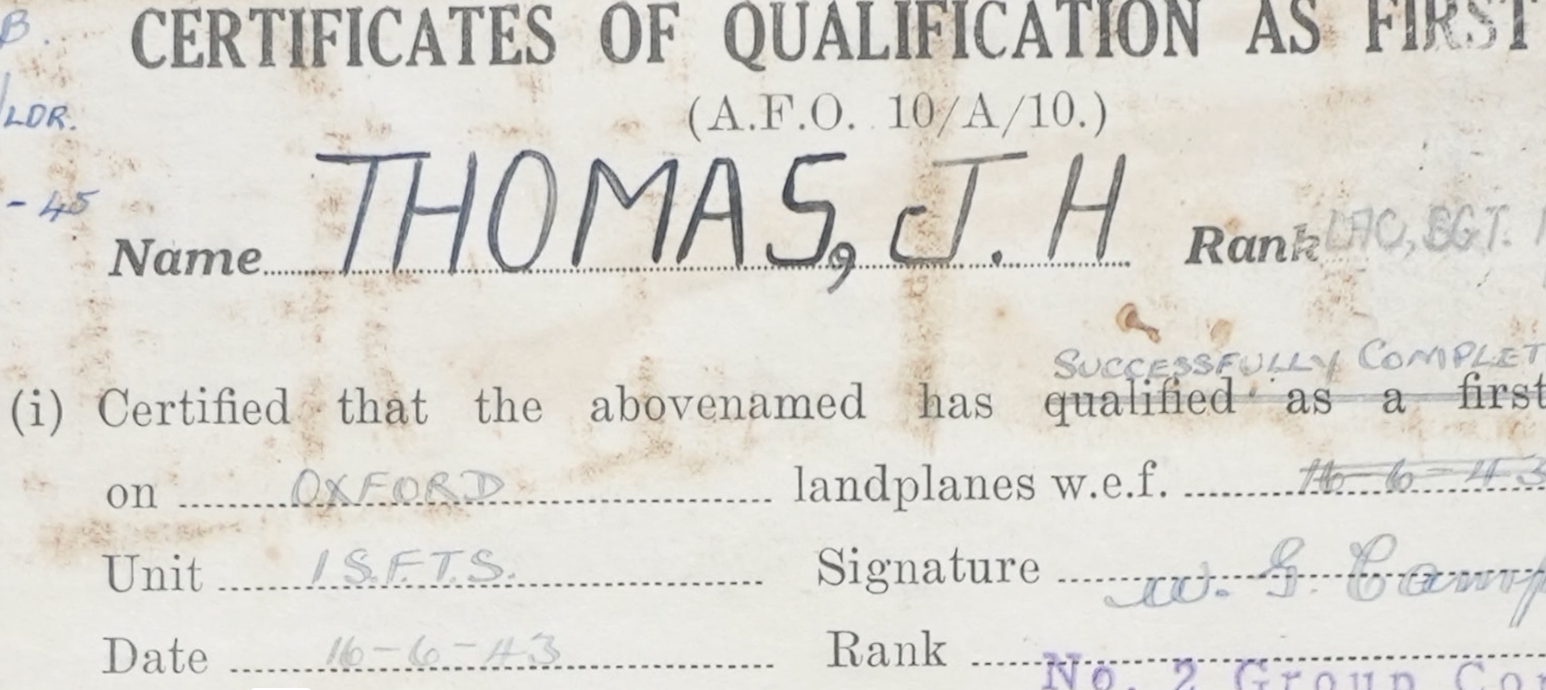 B.
CERTIFICATES OF QUALIFICATION AS FIRST
(A.F.O. 10/A/10.)
LDR.
- 45
Name THOMAS, J. H Rank LAC, SGT.
SUCCESSFULLY COMPLET
(i) Certified that the abovenamed has qualified as a first
on OXFORD landplanes w.e.f. 16-6-43
Unit 1 S.F.T.S. Signature W. G. Camp
Date 16-6-43 Rank
No. 2 Group Co